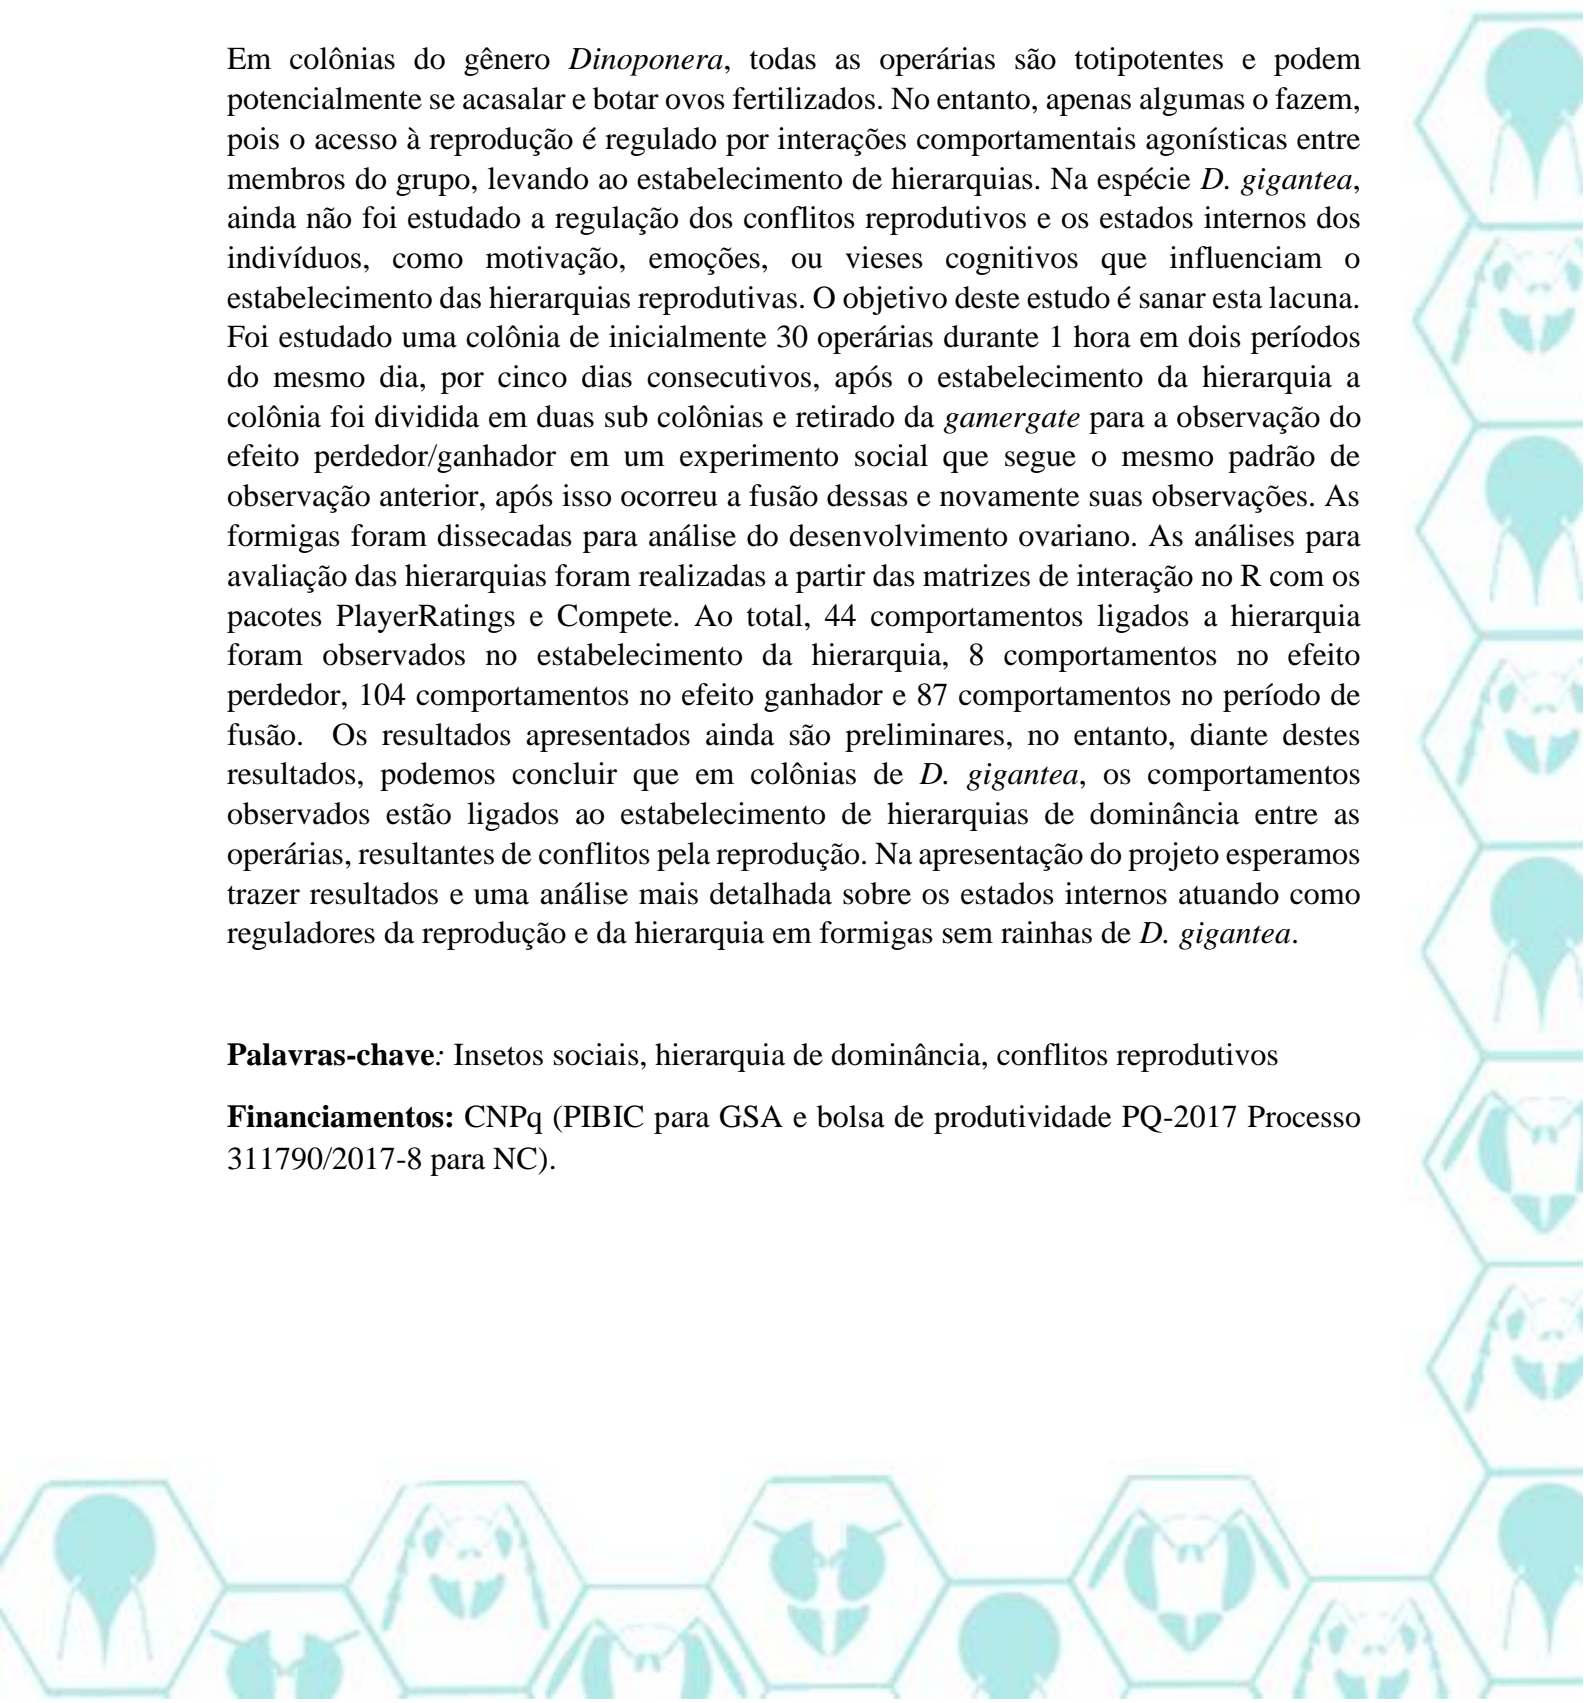 Em colônias do gênero Dinoponera, todas as operárias são totipotentes e podem
potencialmente se acasalar e botar ovos fertilizados. No entanto, apenas algumas o fazem,
pois o acesso à reprodução é regulado por interações comportamentais agonísticas entre
membros do grupo, levando ao estabelecimento de hierarquias. Na espécie D. gigantea,
ainda não foi estudado a regulação dos conflitos reprodutivos e os estados internos dos
indivíduos, como motivação, emoções, ou vieses cognitivos que influenciam o
estabelecimento das hierarquias reprodutivas. O objetivo deste estudo é sanar esta lacuna.
Foi estudado uma colônia de inicialmente 30 operárias durante 1 hora em dois períodos
do mesmo dia, por cinco dias consecutivos, após o estabelecimento da hierarquia a
colônia foi dividida em duas sub colônias e retirado da gamergate para a observação do
efeito perdedor/ganhador em um experimento social que segue o mesmo padrão de
observação anterior, após isso ocorreu a fusão dessas e novamente suas observações. As
formigas foram dissecadas para análise do desenvolvimento ovariano. As análises para
avaliação das hierarquias foram realizadas a partir das matrizes de interação no R com os
pacotes PlayerRatings e Compete. Ao total, 44 comportamentos ligados a hierarquia
foram observados no estabelecimento da hierarquia, 8 comportamentos no efeito
perdedor, 104 comportamentos no efeito ganhador e 87 comportamentos no período de
fusão. Os resultados apresentados ainda são preliminares, no entanto, diante destes
resultados, podemos concluir que em colônias de D. gigantea, os comportamentos
observados estão ligados ao estabelecimento de hierarquias de dominância entre as
operárias, resultantes de conflitos pela reprodução. Na apresentação do projeto esperamos
trazer resultados e uma análise mais detalhada sobre os estados internos atuando como
reguladores da reprodução e da hierarquia em formigas sem rainhas de D. gigantea.
Palavras-chave: Insetos sociais, hierarquia de dominância, conflitos reprodutivos
Financiamentos: CNPq (PIBIC para GSA e bolsa de produtividade PQ-2017 Processo
311790/2017-8 para NC).